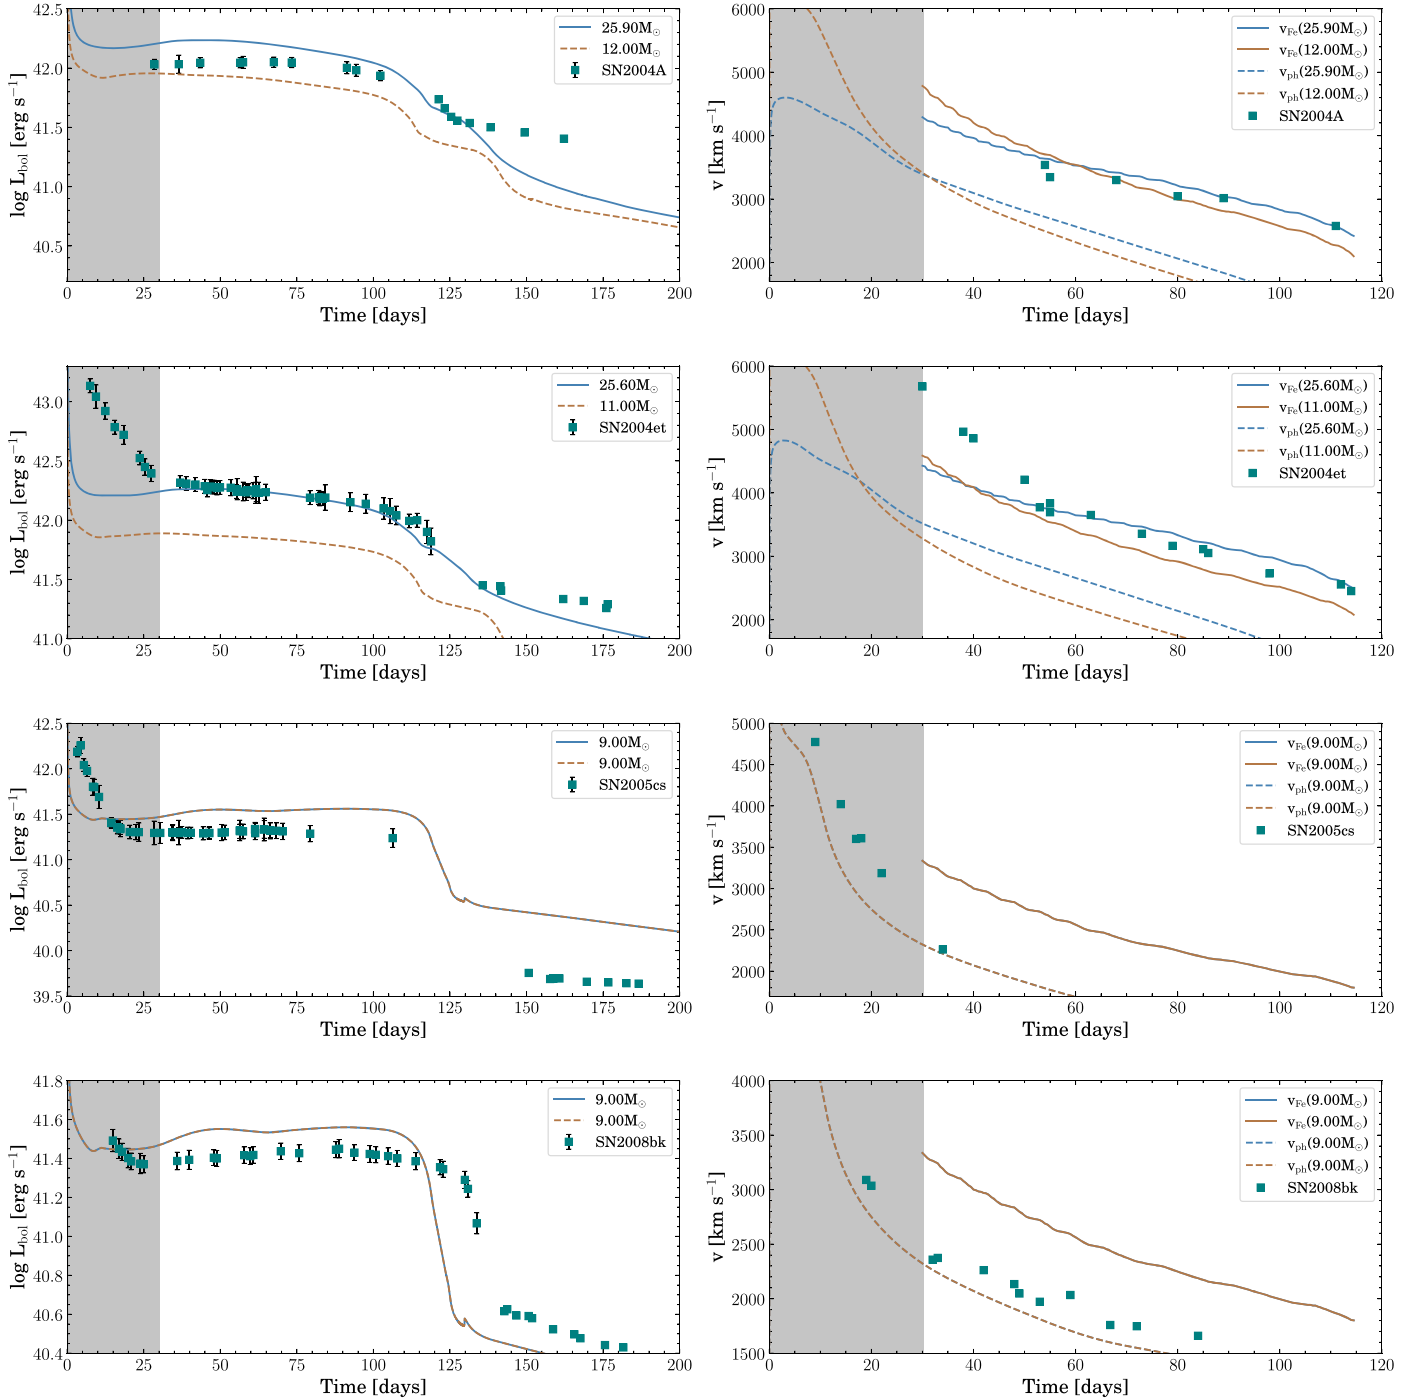 42.5
42.0
41.5
41.0
40.5
0 25 50 75 100 125 150 175 200
Time [days]
log L_bol [erg s⁻¹]
25.90M⊙
12.00M⊙
SN2004A
6000
5000
4000
3000
2000
0 20 40 60 80 100 120
Time [days]
v [km s⁻¹]
v_Fe(25.90M⊙)
v_Fe(12.00M⊙)
v_ph(25.90M⊙)
v_ph(12.00M⊙)
SN2004A
43.0
42.5
42.0
41.5
41.0
0 25 50 75 100 125 150 175 200
Time [days]
log L_bol [erg s⁻¹]
25.60M⊙
11.00M⊙
SN2004et
6000
5000
4000
3000
2000
0 20 40 60 80 100 120
Time [days]
v [km s⁻¹]
v_Fe(25.60M⊙)
v_Fe(11.00M⊙)
v_ph(25.60M⊙)
v_ph(11.00M⊙)
SN2004et
42.5
42.0
41.5
41.0
40.5
40.0
39.5
0 25 50 75 100 125 150 175 200
Time [days]
log L_bol [erg s⁻¹]
9.00M⊙
9.00M⊙
SN2005cs
5000
4500
4000
3500
3000
2500
2000
0 20 40 60 80 100 120
Time [days]
v [km s⁻¹]
v_Fe(9.00M⊙)
v_Fe(9.00M⊙)
v_ph(9.00M⊙)
v_ph(9.00M⊙)
SN2005cs
41.8
41.6
41.4
41.2
41.0
40.8
40.6
40.4
0 25 50 75 100 125 150 175 200
Time [days]
log L_bol [erg s⁻¹]
9.00M⊙
9.00M⊙
SN2008bk
4000
3500
3000
2500
2000
1500
0 20 40 60 80 100 120
Time [days]
v [km s⁻¹]
v_Fe(9.00M⊙)
v_Fe(9.00M⊙)
v_ph(9.00M⊙)
v_ph(9.00M⊙)
SN2008bk